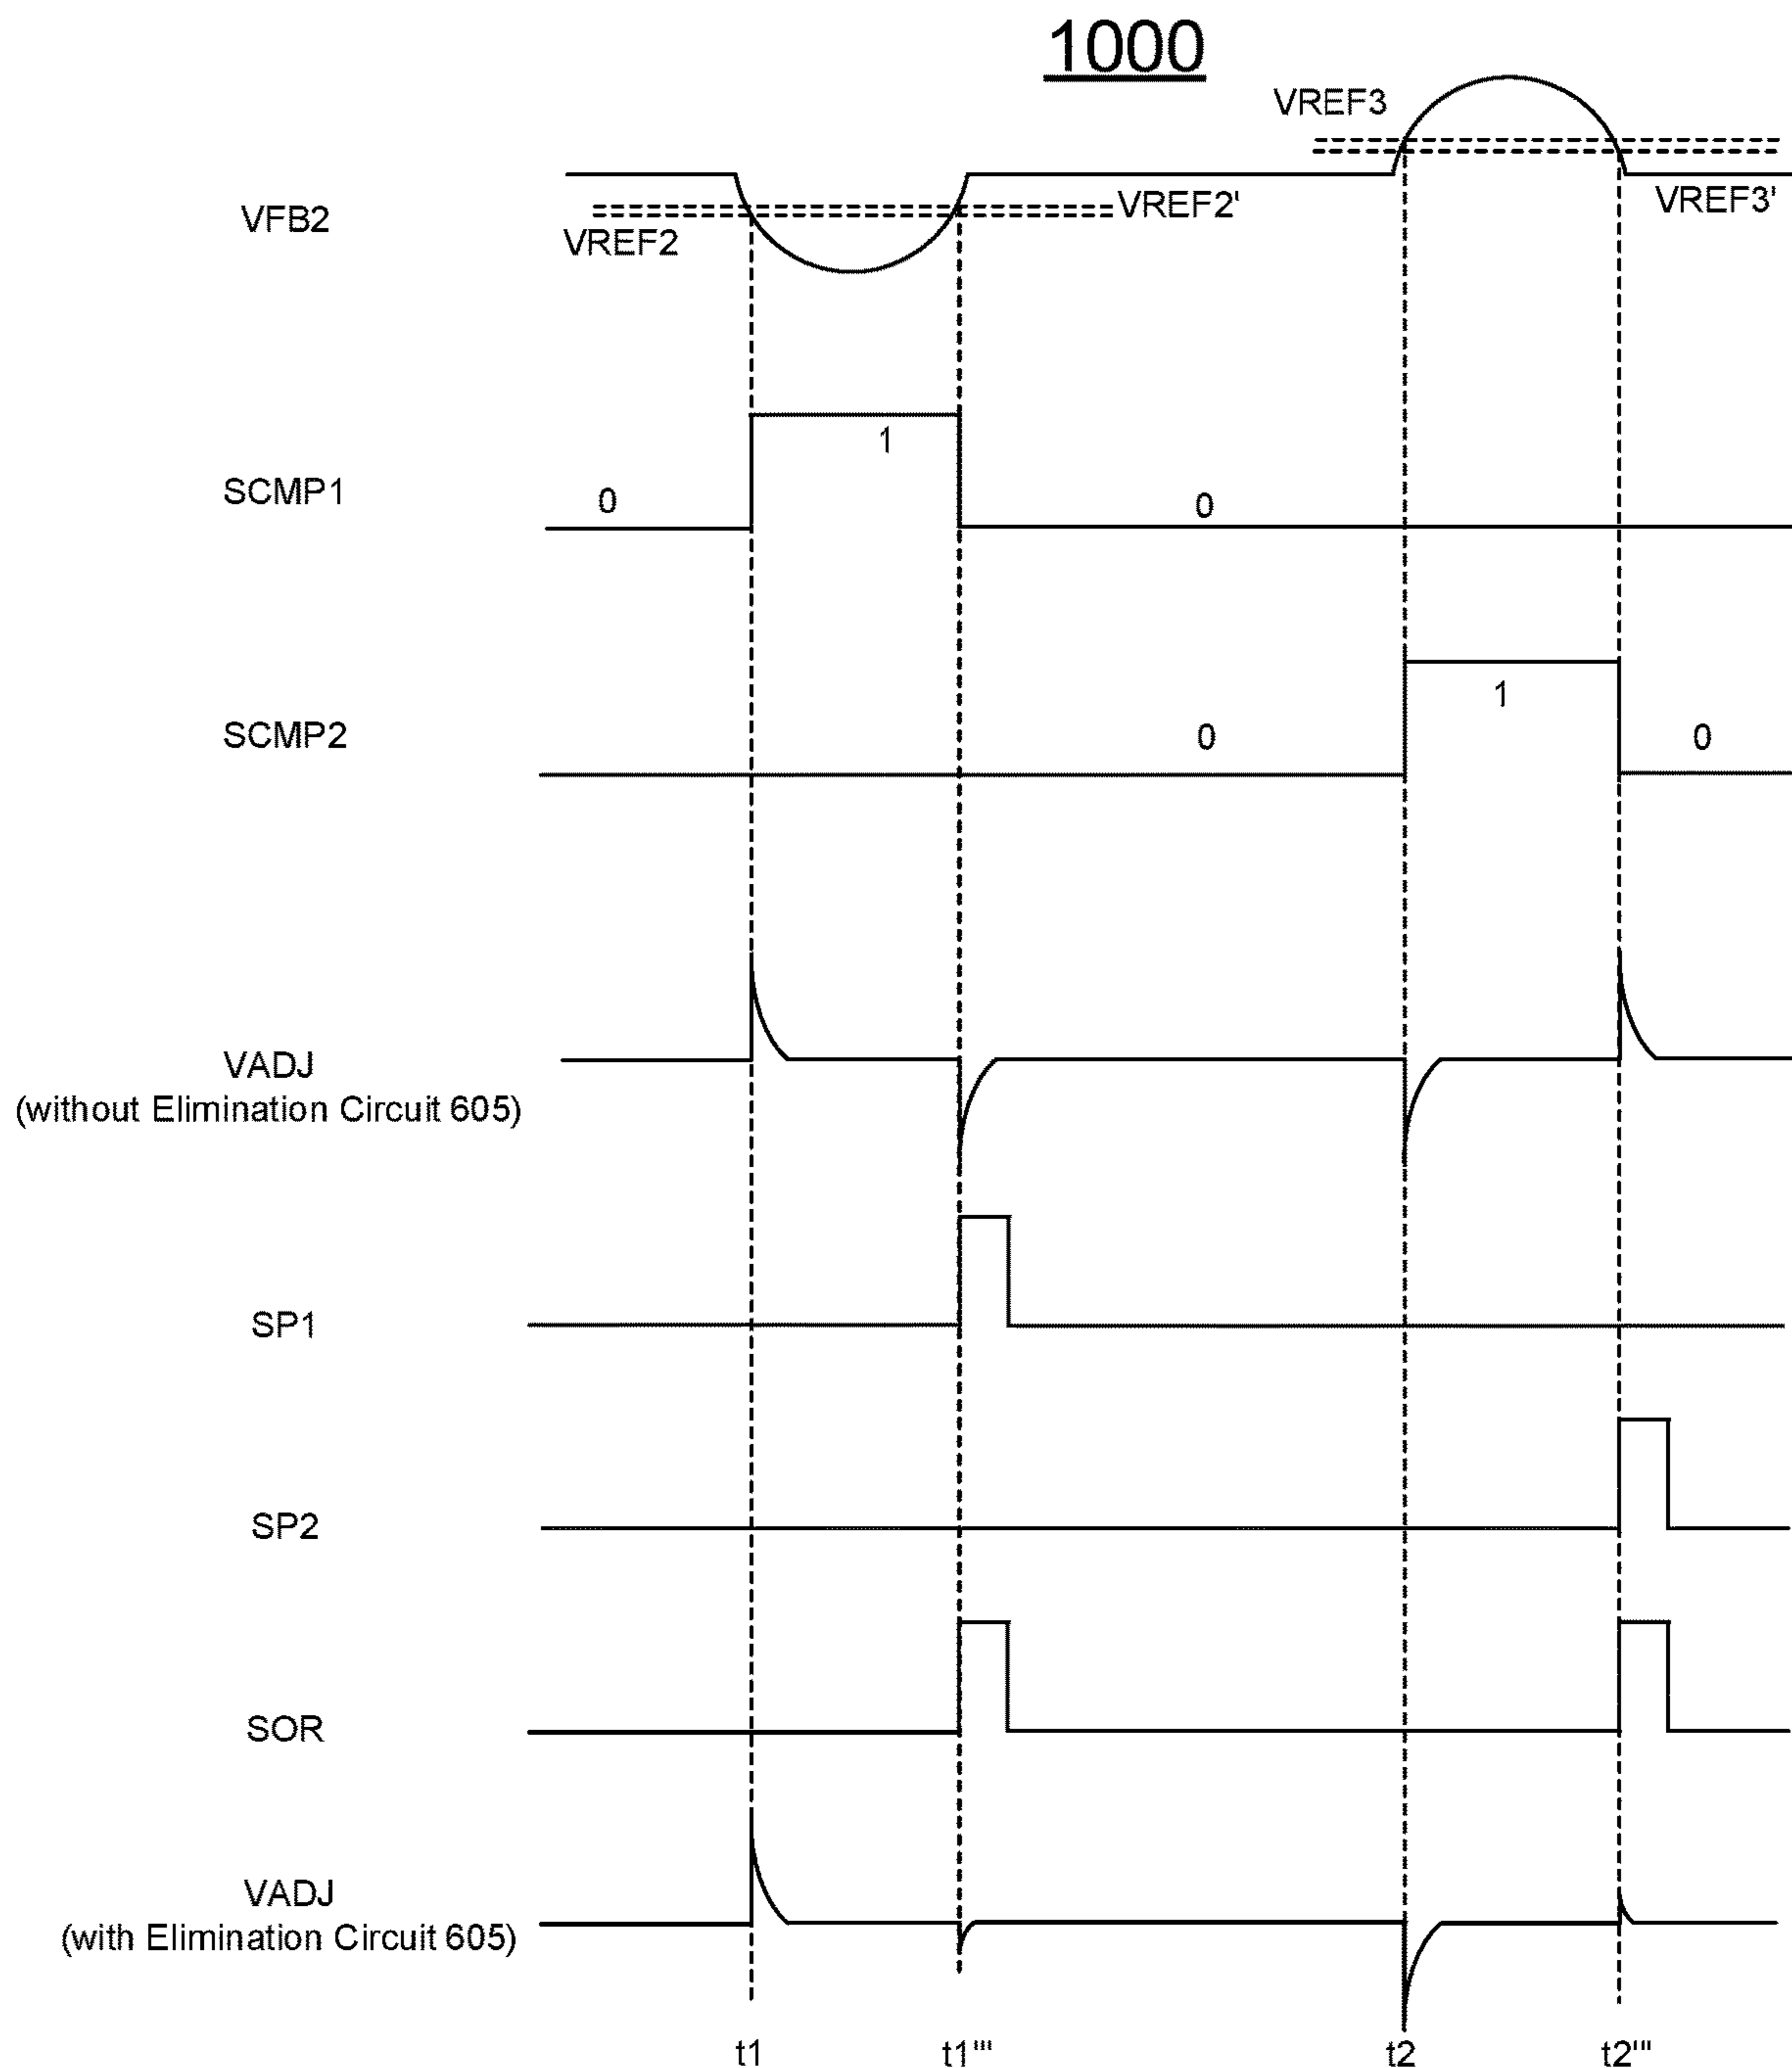 1000
VREF3
VFB2
VREF2
VREF2'
VREF3'
SCMP1
0
1
0
SCMP2
0
1
0
VADJ
(without Elimination Circuit 605)
SP1
SP2
SOR
VADJ
(with Elimination Circuit 605)
t1
t1'''
t2
t2'''